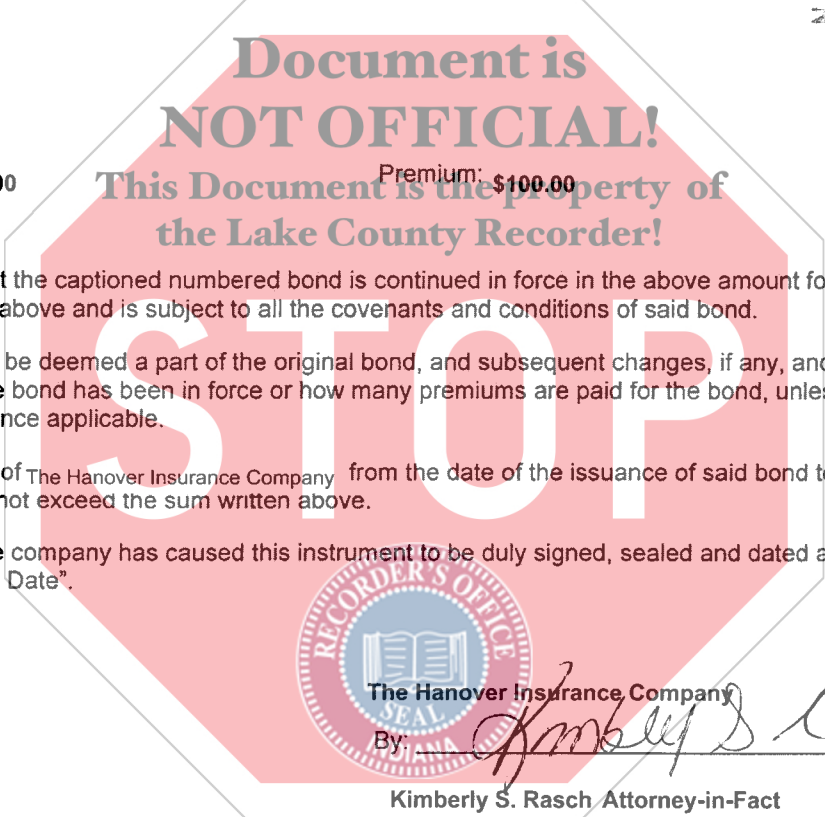 Document is
NOT OFFICIAL!
Premium: $100.00
This Document is the property of
the Lake County Recorder!
t the captioned numbered bond is continued in force in the above amount fo
above and is subject to all the covenants and conditions of said bond.
be deemed a part of the original bond, and subsequent changes, if any, and
e bond has been in force or how many premiums are paid for the bond, unles
nce applicable.
STOP
of The Hanover Insurance Company from the date of the issuance of said bond t
not exceed the sum written above.
e company has caused this instrument to be duly signed, sealed and dated a
Date”.
RECORDER'S OFFICE
SEAL
INDIANA
The Hanover Insurance Company
By: Kimberly S
Kimberly S. Rasch Attorney-in-Fact